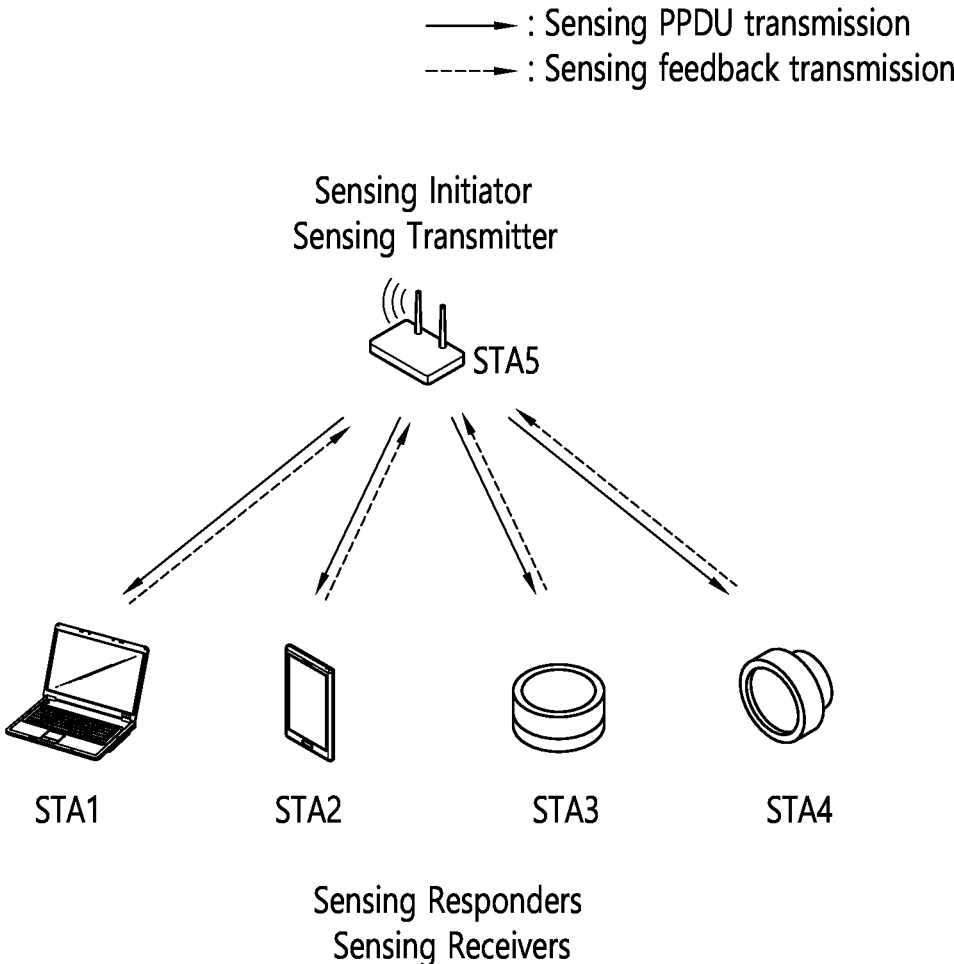 : Sensing PPDU transmission
: Sensing feedback transmission
Sensing Initiator
Sensing Transmitter
STA5
STA1 STA2 STA3 STA4
Sensing Responders
Sensing Receivers